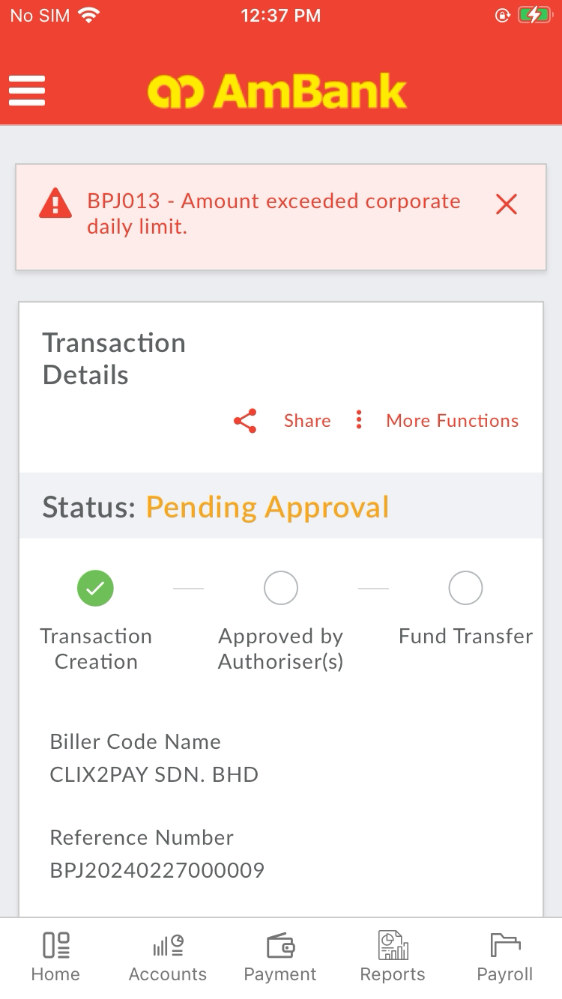 No SIM 12:37 PM
AmBank
BPJ013 - Amount exceeded corporate
daily limit.
Transaction
Details
Share More Functions
Status: Pending Approval
Transaction
Creation
Approved by
Authoriser(s)
Fund Transfer
Biller Code Name
CLIX2PAY SDN. BHD
Reference Number
BPJ20240227000009
Home Accounts Payment Reports Payroll